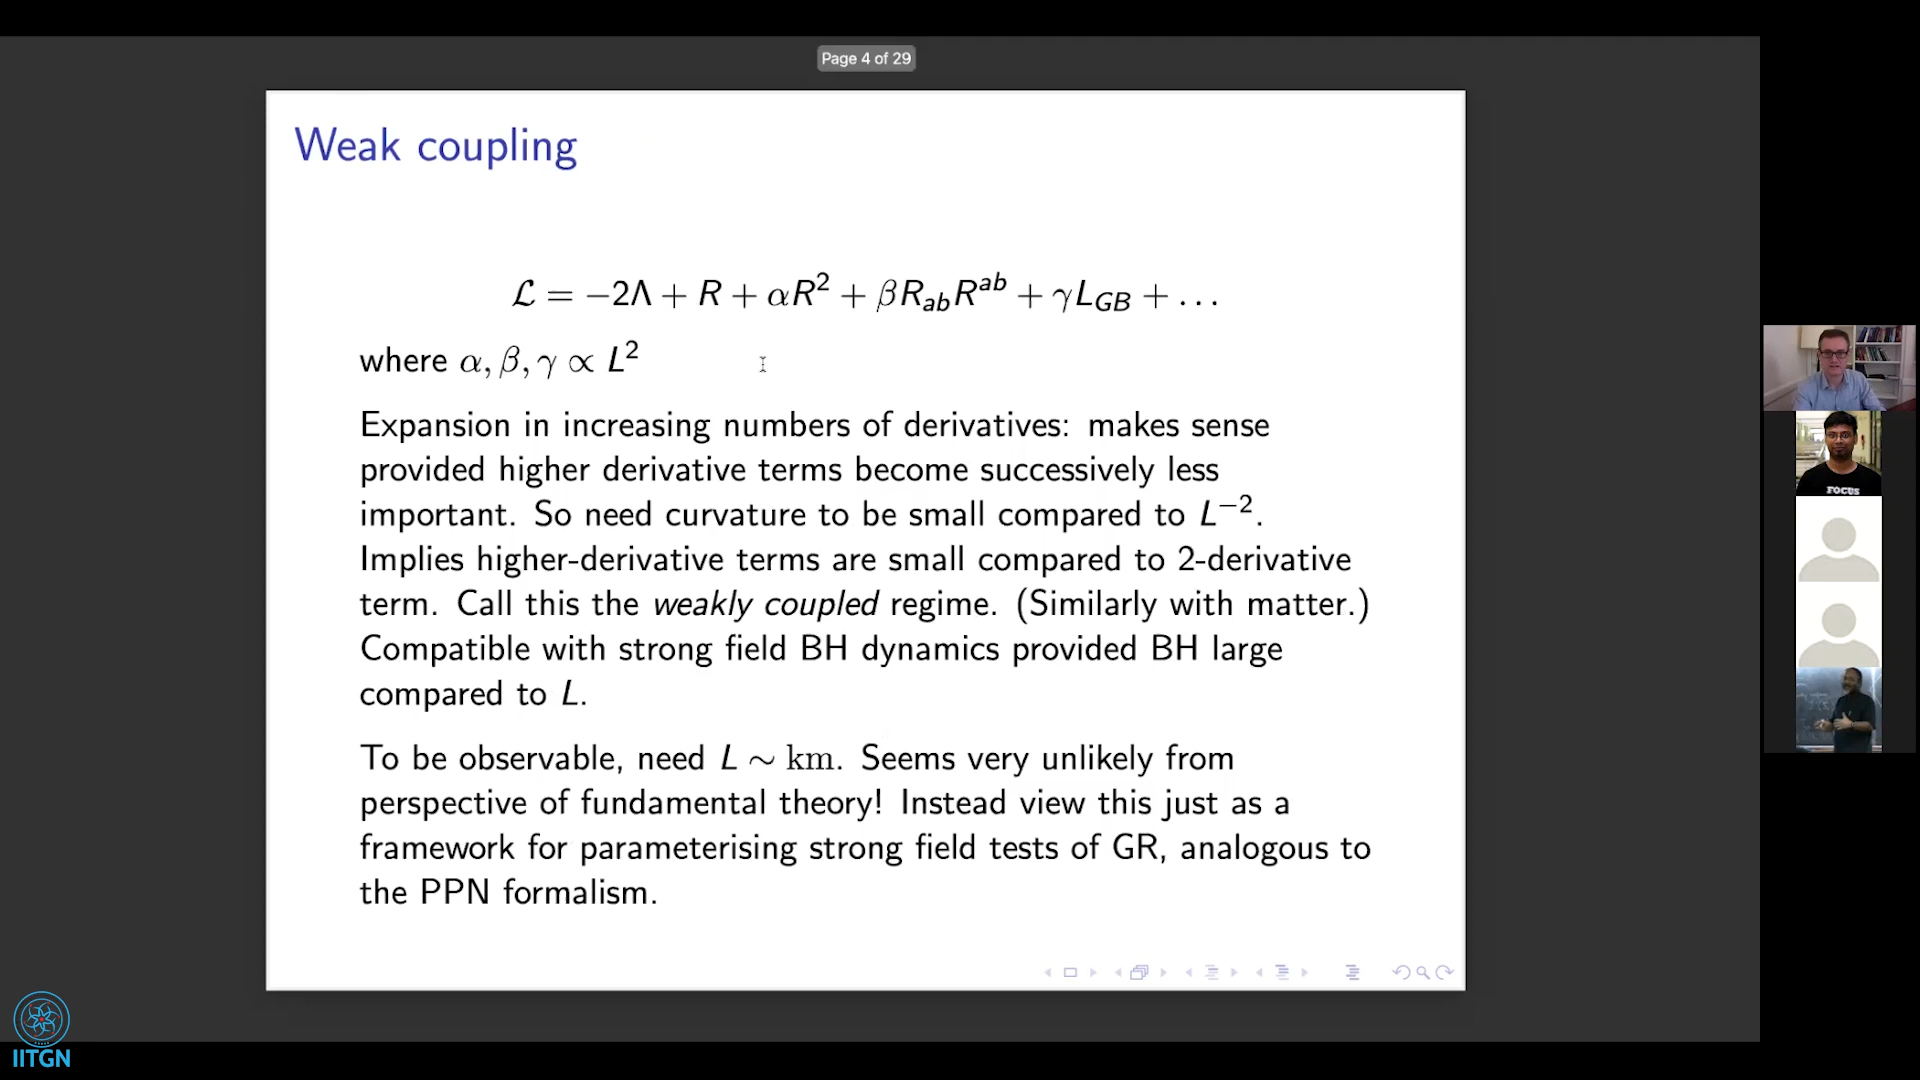 Page 4 of 29
Weak coupling
ℒ = −2Λ + R + αR² + βR_{ab}R^{ab} + γL_{GB} + . . .
where α, β, γ ∝ L²
Expansion in increasing numbers of derivatives: makes sense
provided higher derivative terms become successively less
important. So need curvature to be small compared to L⁻².
Implies higher-derivative terms are small compared to 2-derivative
term. Call this the weakly coupled regime. (Similarly with matter.)
Compatible with strong field BH dynamics provided BH large
compared to L.
To be observable, need L ∼ km. Seems very unlikely from
perspective of fundamental theory! Instead view this just as a
framework for parameterising strong field tests of GR, analogous to
the PPN formalism.
FOCUS
IITGN